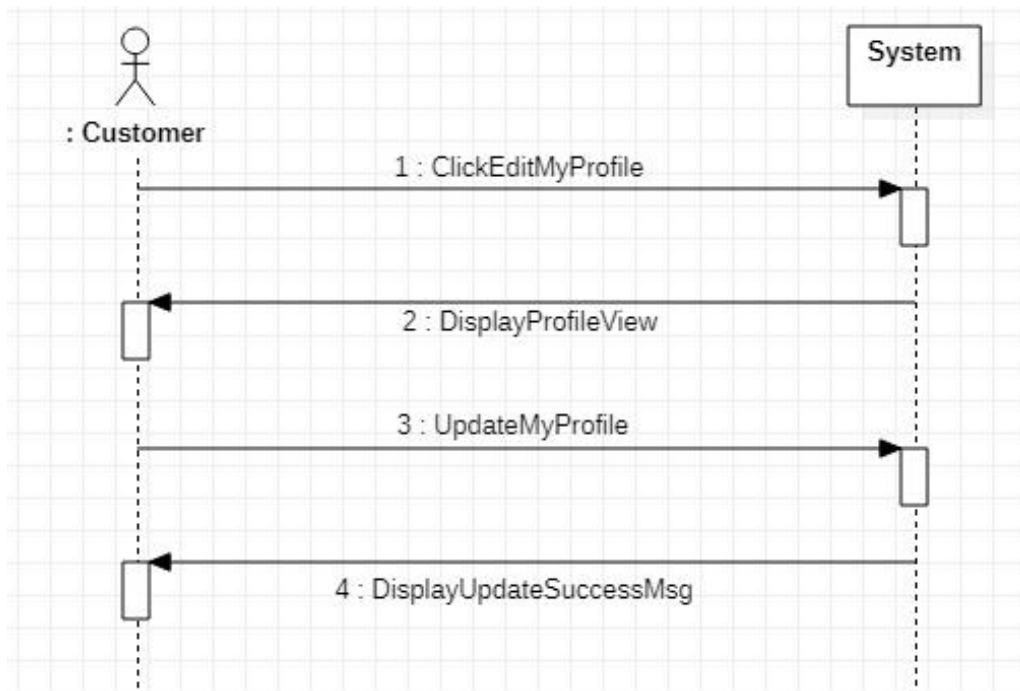 System
: Customer
1 : ClickEditMyProfile
2 : DisplayProfileView
3 : UpdateMyProfile
4 : DisplayUpdateSuccessMsg